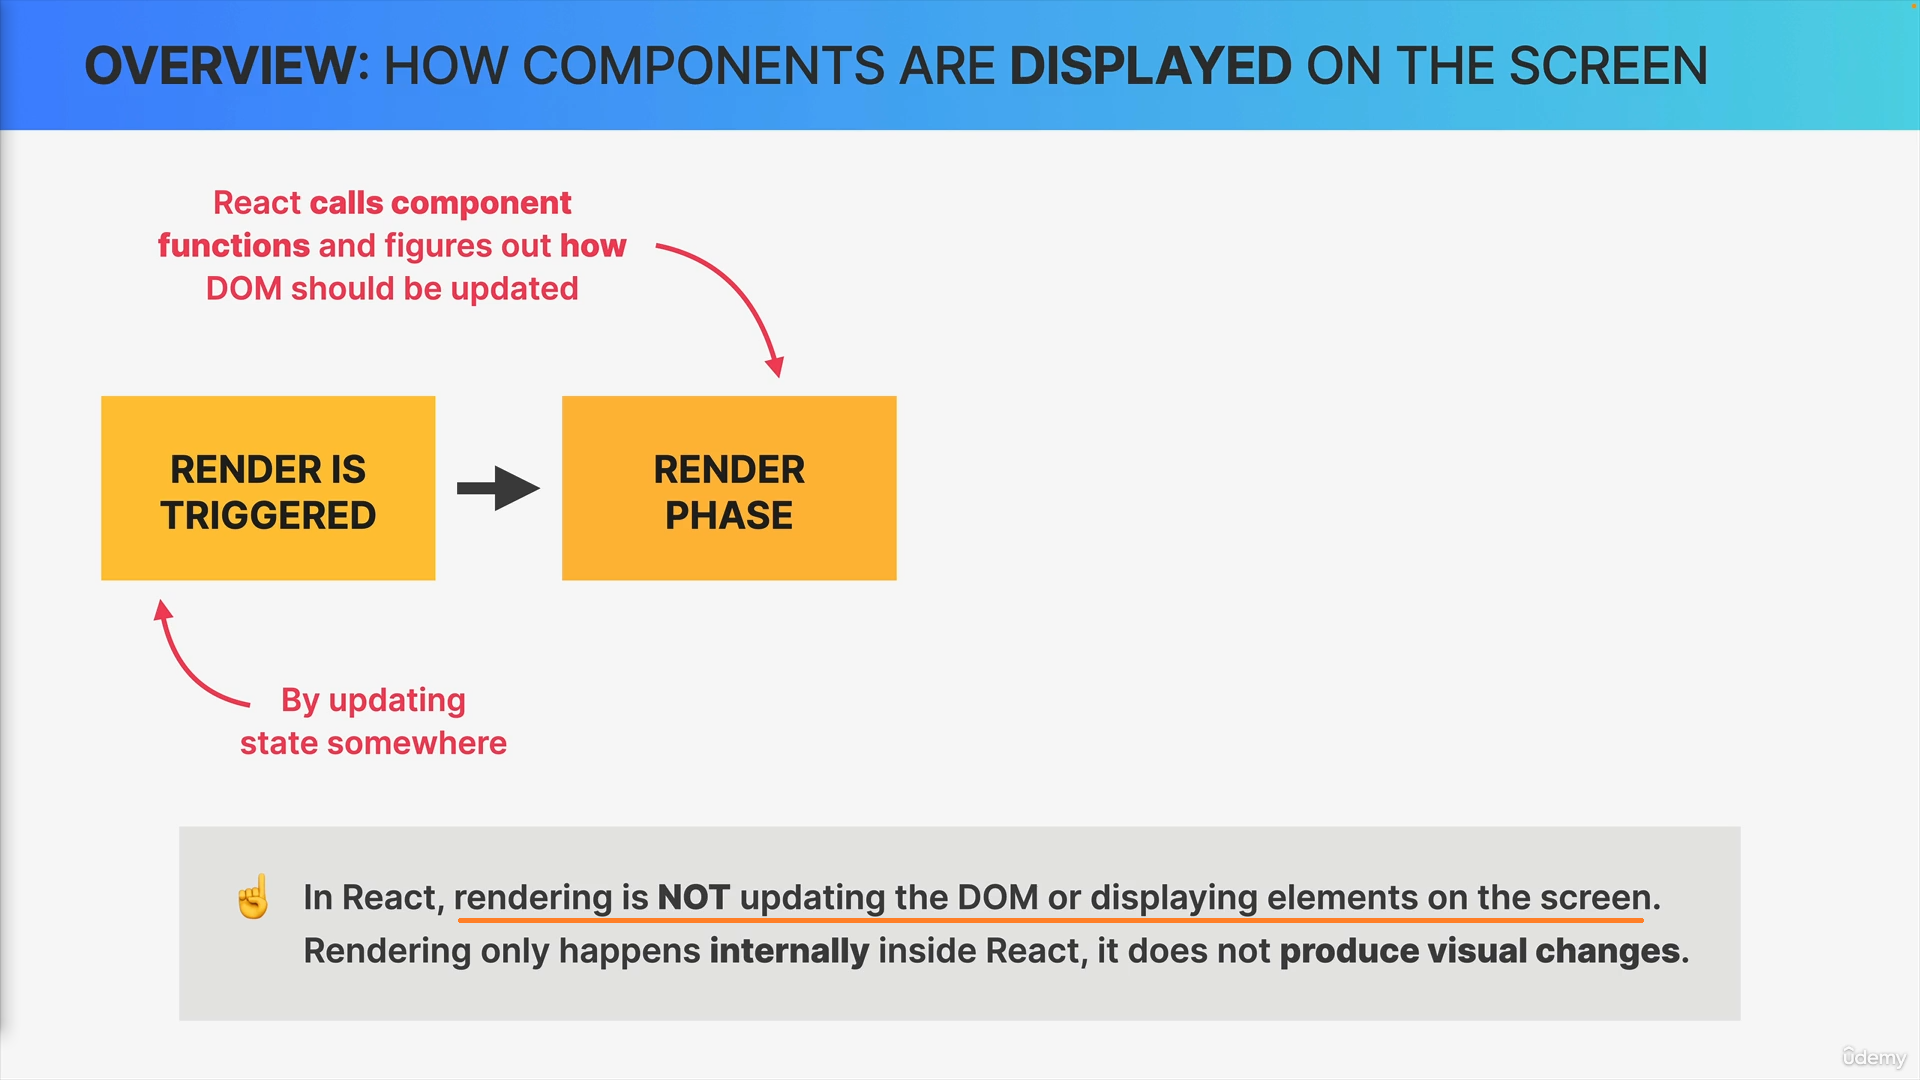 OVERVIEW: HOW COMPONENTS ARE DISPLAYED ON THE SCREEN
React calls component
functions and figures out how
DOM should be updated
RENDER IS
TRIGGERED
RENDER
PHASE
By updating
state somewhere
☝️ In React, rendering is NOT updating the DOM or displaying elements on the screen.
Rendering only happens internally inside React, it does not produce visual changes.
ûdemy